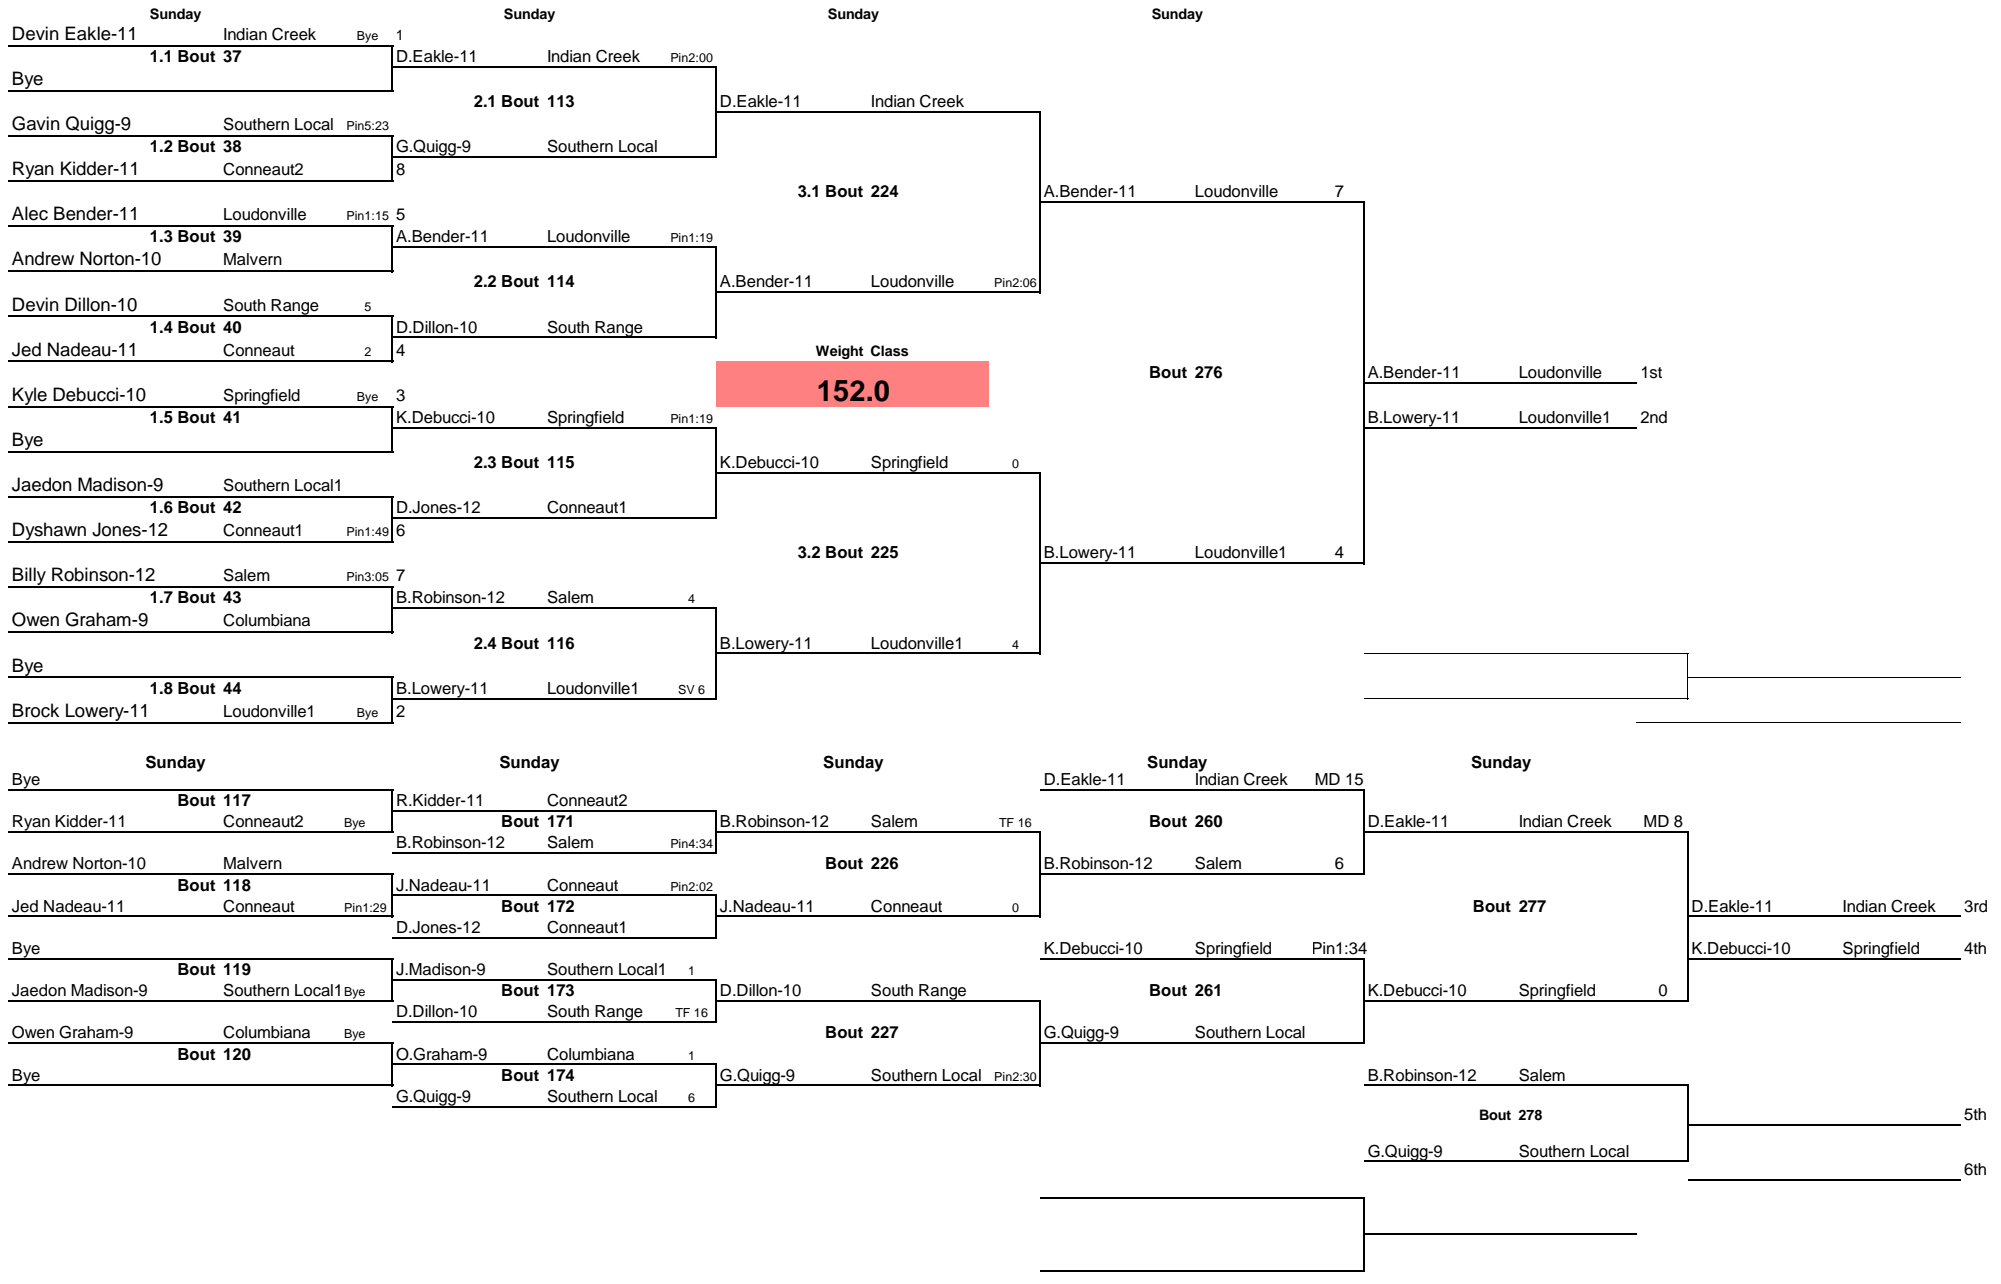 Sunday Sunday Sunday Sunday
Devin Eakle-11 Indian Creek Bye 1
1.1 Bout 37 D.Eakle-11 Indian Creek Pin2:00
Bye
2.1 Bout 113 D.Eakle-11 Indian Creek
Gavin Quigg-9 Southern Local Pin5:23
1.2 Bout 38 G.Quigg-9 Southern Local
Ryan Kidder-11 Conneaut2 8
3.1 Bout 224 A.Bender-11 Loudonville 7
Alec Bender-11 Loudonville Pin1:15 5
1.3 Bout 39 A.Bender-11 Loudonville Pin1:19
Andrew Norton-10 Malvern
2.2 Bout 114 A.Bender-11 Loudonville Pin2:06
Devin Dillon-10 South Range 5
1.4 Bout 40 D.Dillon-10 South Range
Jed Nadeau-11 Conneaut 2 4 Weight Class
Bout 276 A.Bender-11 Loudonville 1st
152.0
Kyle Debucci-10 Springfield Bye 3
1.5 Bout 41 K.Debucci-10 Springfield Pin1:19 B.Lowery-11 Loudonville1 2nd
Bye
2.3 Bout 115 K.Debucci-10 Springfield 0
Jaedon Madison-9 Southern Local1
1.6 Bout 42 D.Jones-12 Conneaut1
Dyshawn Jones-12 Conneaut1 Pin1:49 6
3.2 Bout 225 B.Lowery-11 Loudonville1 4
Billy Robinson-12 Salem Pin3:05 7
1.7 Bout 43 B.Robinson-12 Salem 4
Owen Graham-9 Columbiana
2.4 Bout 116 B.Lowery-11 Loudonville1 4
Bye
1.8 Bout 44 B.Lowery-11 Loudonville1 SV 6
Brock Lowery-11 Loudonville1 Bye 2
Sunday Sunday Sunday Sunday Sunday
Bye D.Eakle-11 Indian Creek MD 15
Bout 117 R.Kidder-11 Conneaut2
Ryan Kidder-11 Conneaut2 Bye Bout 171 B.Robinson-12 Salem TF 16 Bout 260 D.Eakle-11 Indian Creek MD 8
B.Robinson-12 Salem Pin4:34
Andrew Norton-10 Malvern Bout 226 B.Robinson-12 Salem 6
Bout 118 J.Nadeau-11 Conneaut Pin2:02
Jed Nadeau-11 Conneaut Pin1:29 Bout 172 J.Nadeau-11 Conneaut 0 Bout 277 D.Eakle-11 Indian Creek 3rd
D.Jones-12 Conneaut1
Bye K.Debucci-10 Springfield Pin1:34 K.Debucci-10 Springfield 4th
Bout 119 J.Madison-9 Southern Local1 1
Jaedon Madison-9 Southern Local1 Bye Bout 173 D.Dillon-10 South Range Bout 261 K.Debucci-10 Springfield 0
D.Dillon-10 South Range TF 16
Owen Graham-9 Columbiana Bye Bout 227 G.Quigg-9 Southern Local
Bout 120 O.Graham-9 Columbiana 1
Bye Bout 174 G.Quigg-9 Southern Local Pin2:30 B.Robinson-12 Salem
G.Quigg-9 Southern Local 6
Bout 278 5th
G.Quigg-9 Southern Local
6th